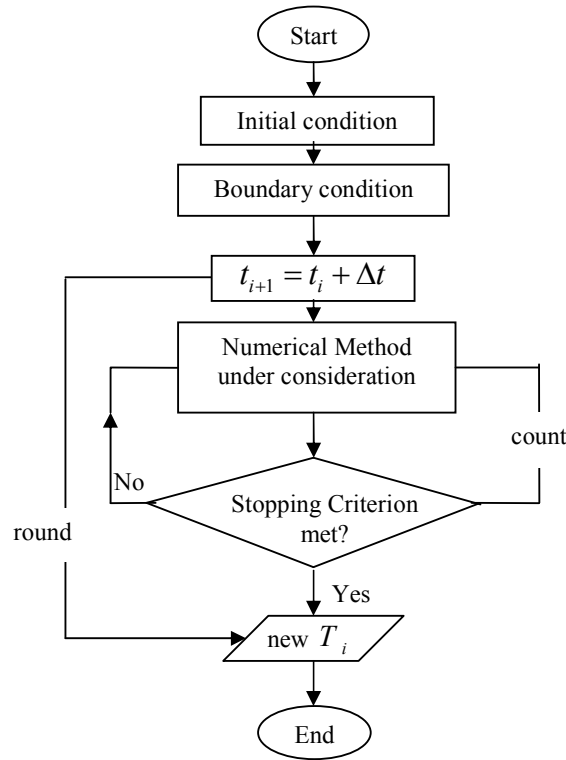 Start
Initial condition
Boundary condition
t_{i+1} = t_i + Δt
Numerical Method
under consideration
count
No
Stopping Criterion
met?
round
Yes
new T_i
End